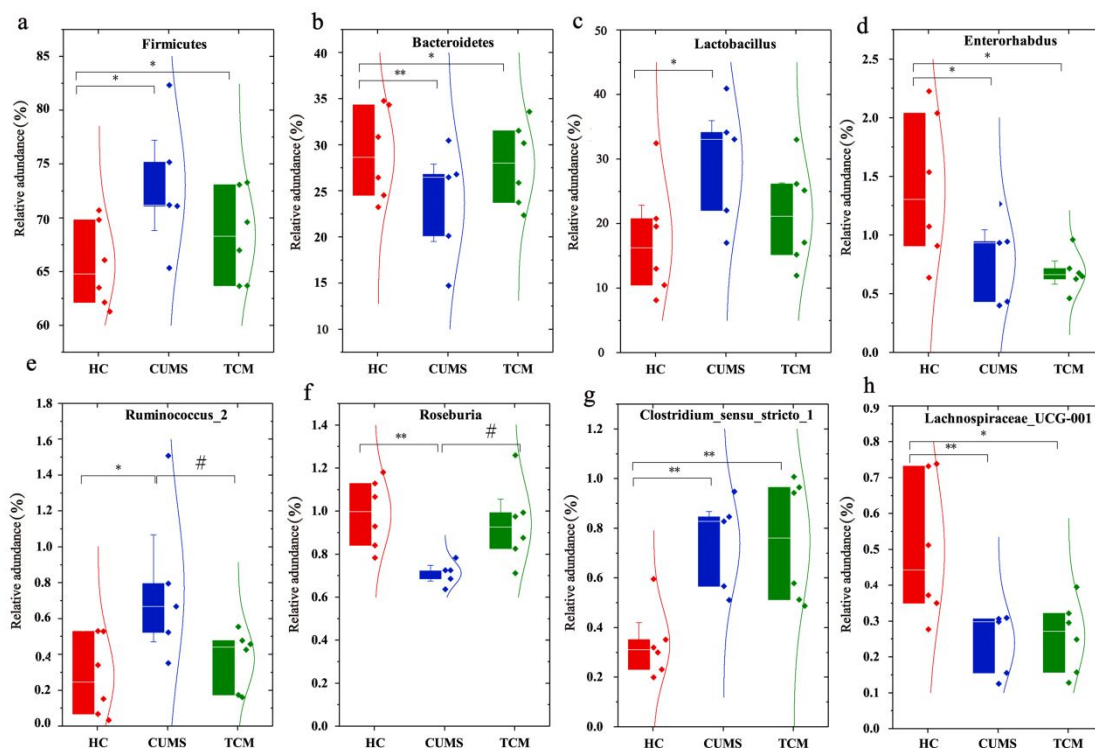 a
Firmicutes
*
*
Relative adundance(%)
85
80
75
70
65
60
HC
CUMS
TCM
b
Bacteroidetes
*
**
Relative adundance(%)
40
35
30
25
20
15
10
HC
CUMS
TCM
c
Lactobacillus
*
Relative adundance(%)
50
40
30
20
10
0
HC
CUMS
TCM
d
Enterorhabdus
*
*
Relative adundance(%)
2.5
2.0
1.5
1.0
0.5
0.0
HC
CUMS
TCM
e
Ruminococcus_2
*
#
Relative adundance(%)
1.8
1.6
1.4
1.2
1.0
0.8
0.6
0.4
0.2
0.0
HC
CUMS
TCM
f
Roseburia
**
#
Relative adundance(%)
1.4
1.2
1.0
0.8
0.6
0.4
0.2
0.0
HC
CUMS
TCM
g
Clostridium_sensu_stricto_1
**
**
Relative adundance(%)
1.2
1.0
0.8
0.6
0.4
0.2
0.0
HC
CUMS
TCM
h
Lachnospiraceae_UCG-001
*
**
Relative adundance(%)
0.9
0.8
0.7
0.6
0.5
0.4
0.3
0.2
0.1
0.0
HC
CUMS
TCM